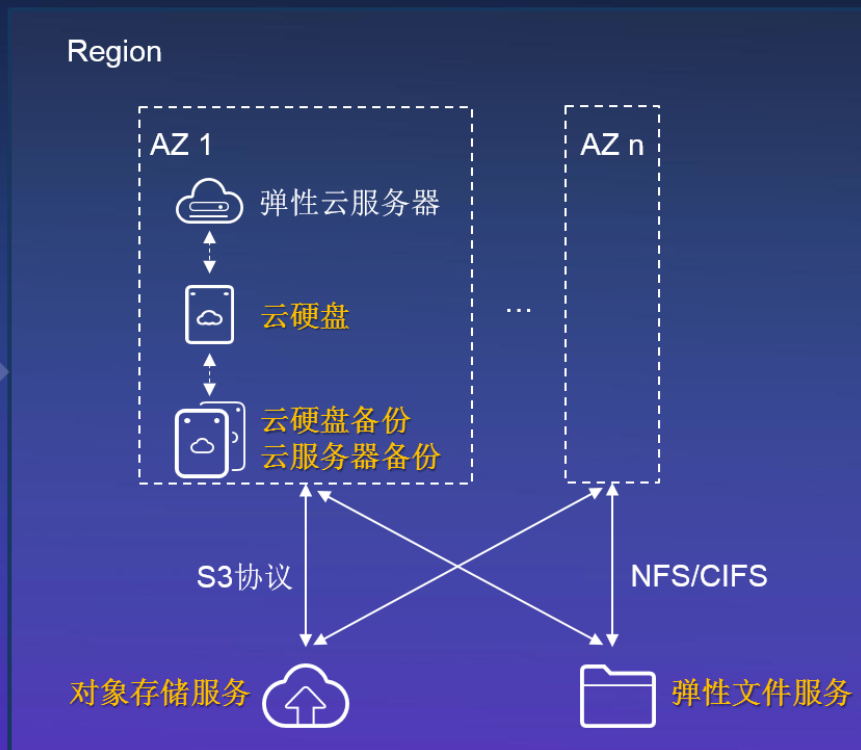 Region
AZ 1
AZ n
弹性云服务器
云硬盘
...
云硬盘备份
云服务器备份
S3协议
NFS/CIFS
对象存储服务
弹性文件服务